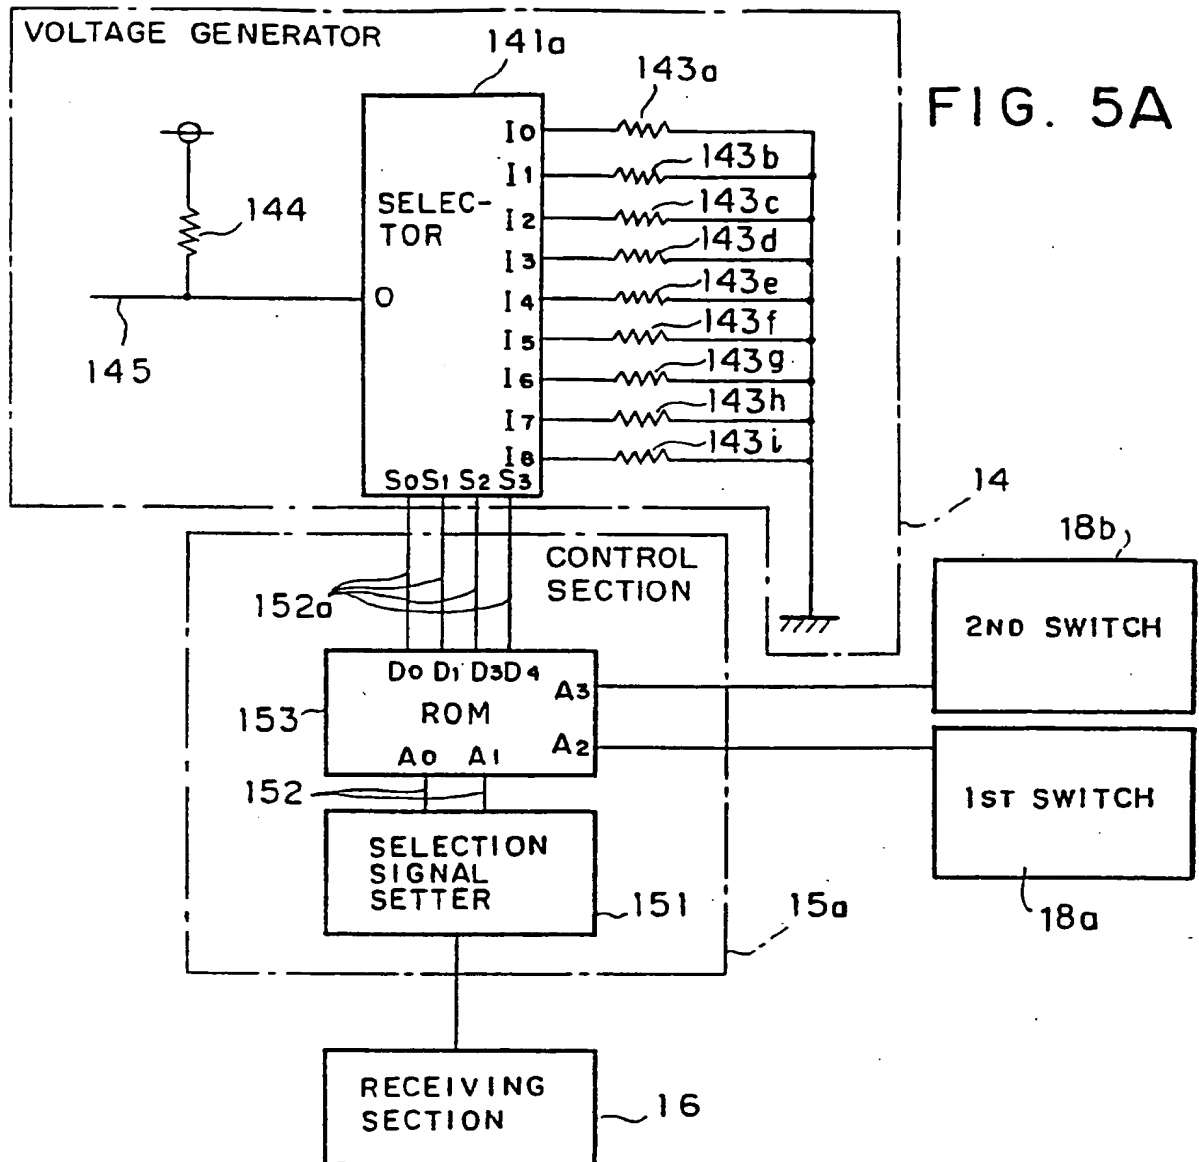 VOLTAGE GENERATOR
141a
143a
FIG. 5A
I0
I1
143b
144
SELEC-
TOR
I2
143c
I3
143d
O
I4
143e
145
I5
143f
I6
143g
I7
143h
I8
143i
S0 S1 S2 S3
14
CONTROL
SECTION
18b
152a
2ND SWITCH
D0 D1 D3 D4
A3
153
ROM
A2
A0 A1
152
1ST SWITCH
SELECTION
SIGNAL
SETTER
151
15a
18a
RECEIVING
SECTION
16